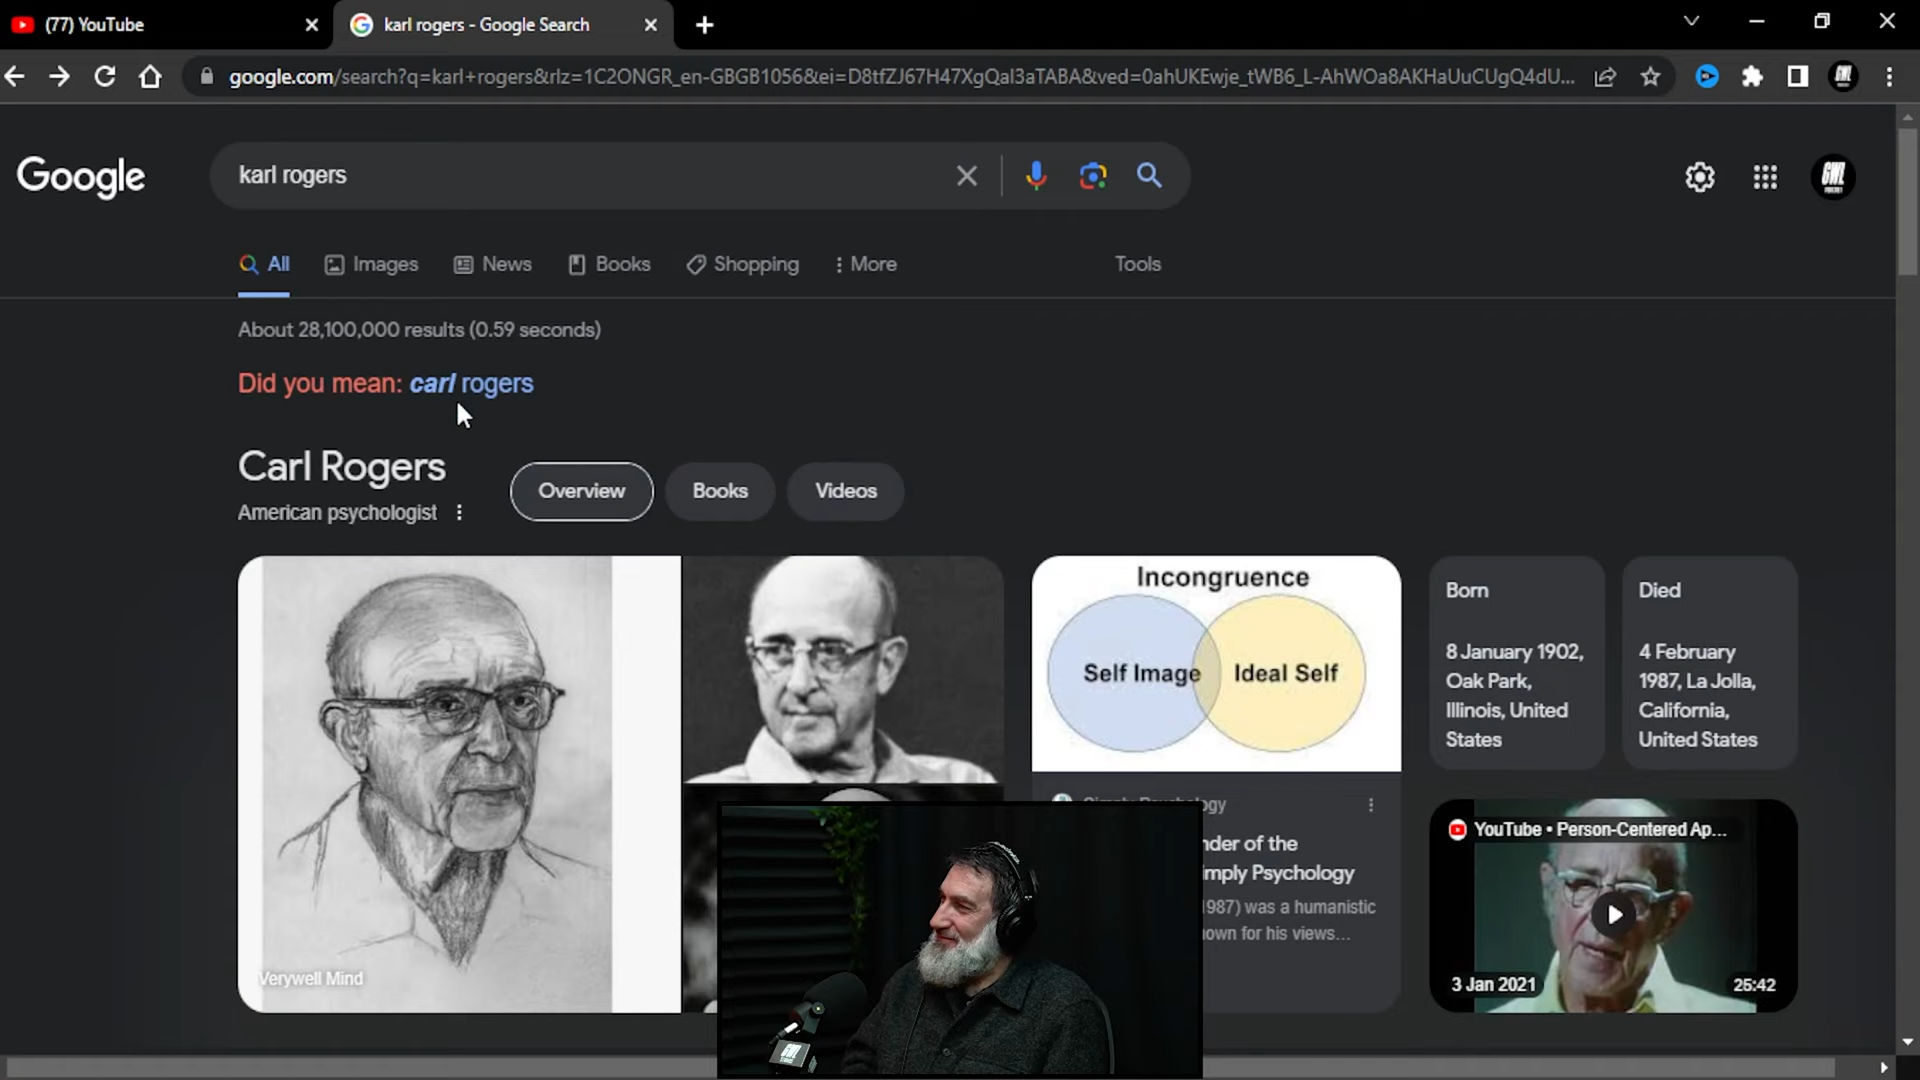 (77) YouTube
karl rogers - Google Search
google.com/search?q=karl+rogers&rlz=1C2ONGR_en-GBGB1056&ei=D8tfZJ67H47XgQaI3aTABA&ved=0ahUKEwje_tWB6_L-AhWOa8AKHaUuCUgQ4dU...
Google
karl rogers
All
Images
News
Books
Shopping
More
Tools
About 28,100,000 results (0.59 seconds)
Did you mean: carl rogers
Carl Rogers
American psychologist
Overview
Books
Videos
Verywell Mind
Incongruence
Self Image
Ideal Self
nder of the
imply Psychology
1987) was a humanistic
own for his views...
Born
8 January 1902,
Oak Park,
Illinois, United
States
Died
4 February
1987, La Jolla,
California,
United States
YouTube • Person-Centered Ap...
3 Jan 2021
25:42
GWL